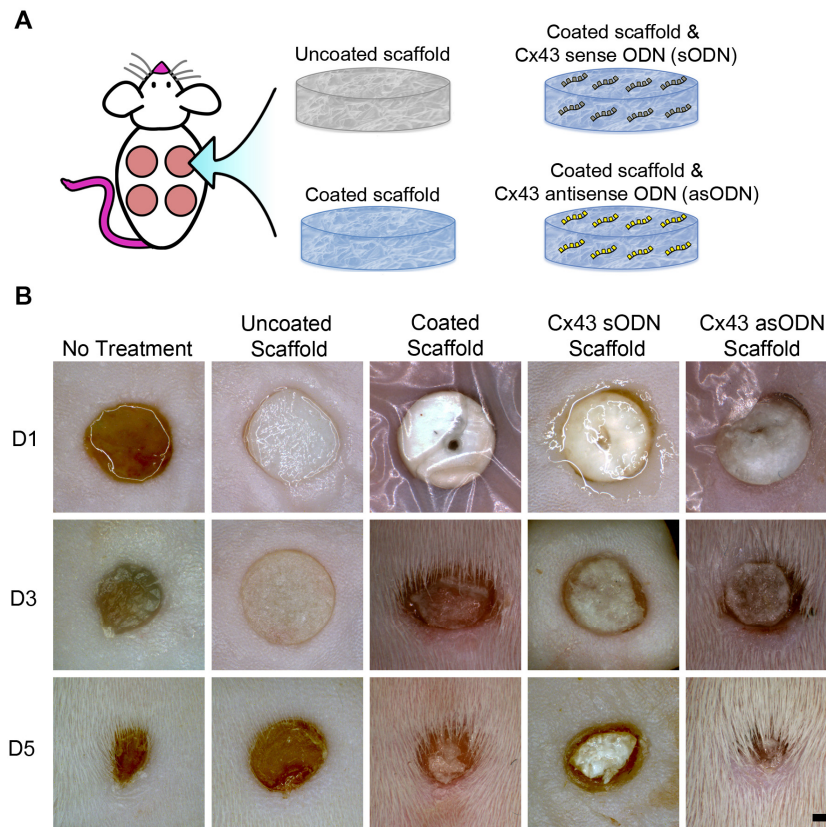 A
Uncoated scaffold
Coated scaffold &
Cx43 sense ODN (sODN)
Coated scaffold
Coated scaffold &
Cx43 antisense ODN (asODN)
B
No Treatment
Uncoated
Scaffold
Coated
Scaffold
Cx43 sODN
Scaffold
Cx43 asODN
Scaffold
D1
D3
D5